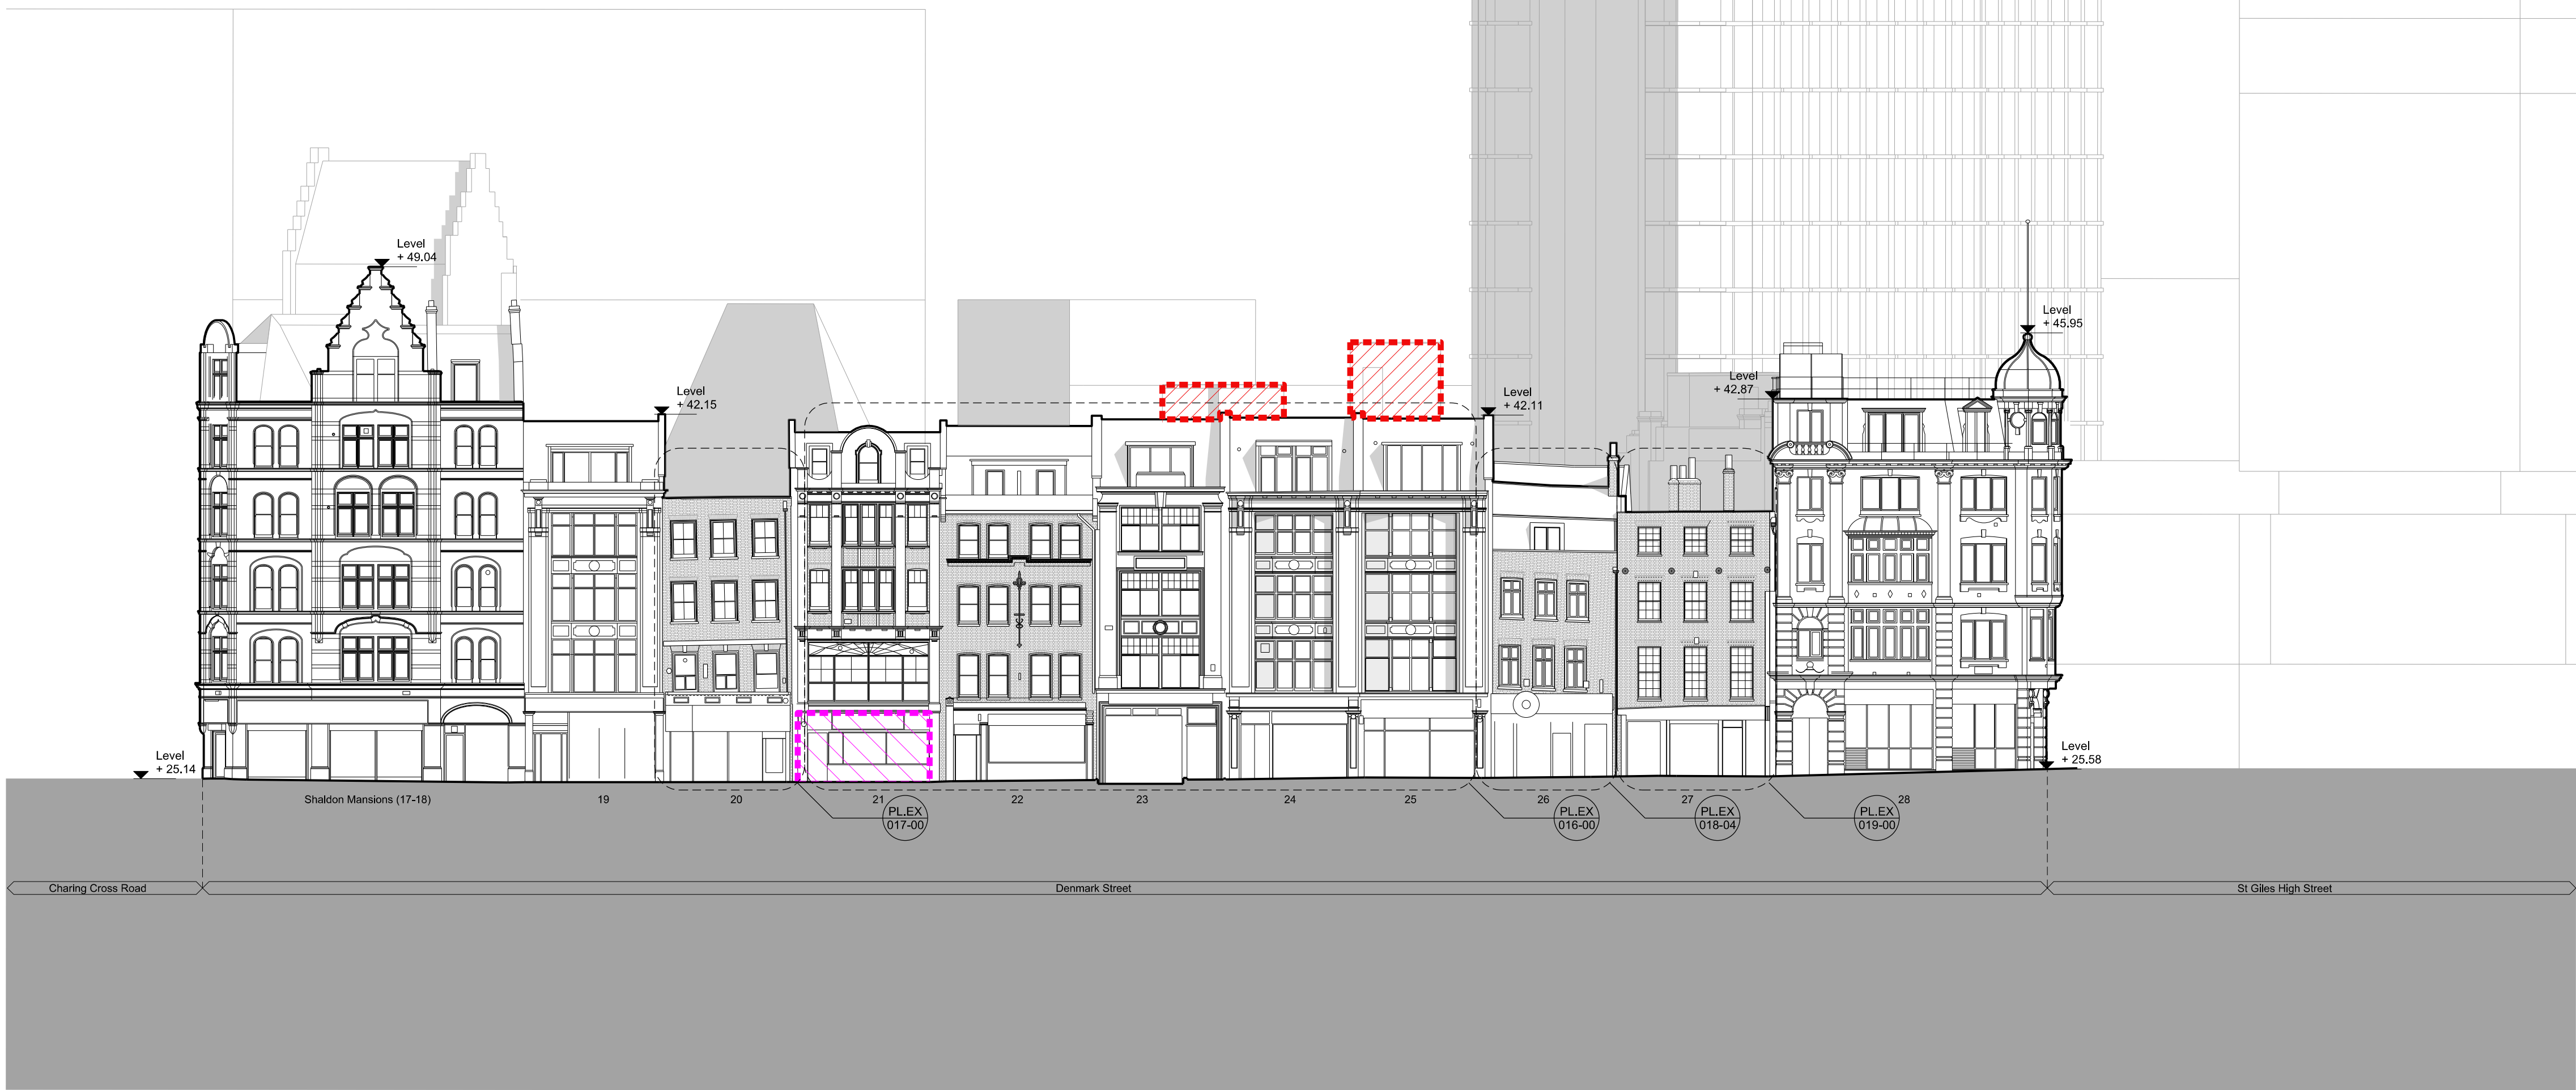 Level
+ 49.04
Level
+ 45.95
Level
+ 42.87
Level
+ 42.15
Level
+ 42.11
Level
+ 25.14
Level
+ 25.58
Shaldon Mansions (17-18)
19
20
21
22
23
24
25
26
27
28
PL.EX
017-00
PL.EX
016-00
PL.EX
018-04
PL.EX
019-00
Charing Cross Road
Denmark Street
St Giles High Street